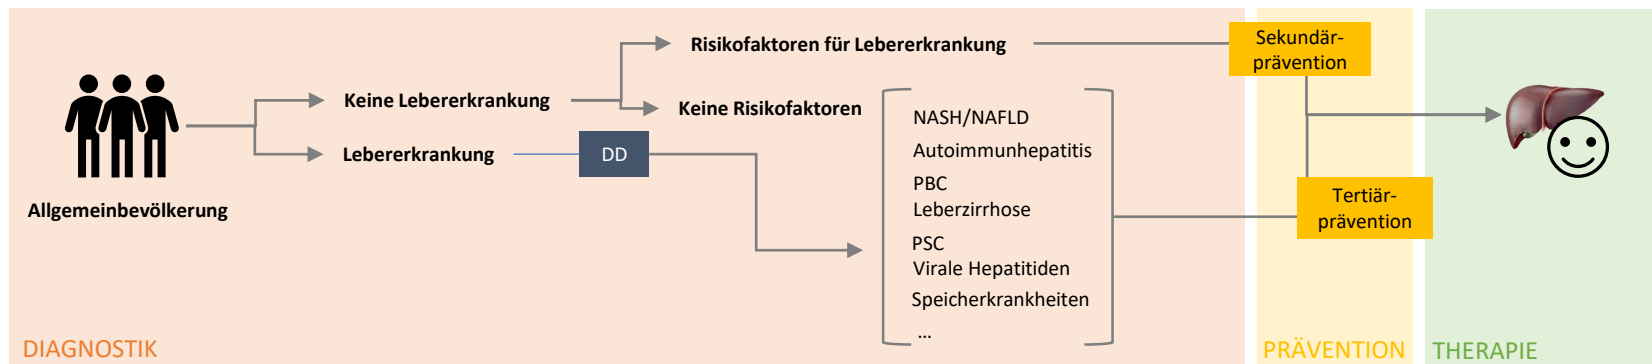 Risikofaktoren für Lebererkrankung
Sekundär-
prävention
Keine Lebererkrankung
Keine Risikofaktoren
Lebererkrankung
DD
Allgemeinbevölkerung
NASH/NAFLD
Autoimmunhepatitis
PBC
Leberzirrhose
PSC
Virale Hepatitiden
Speicherkrankheiten
...
Tertiär-
prävention
DIAGNOSTIK
PRÄVENTION
THERAPIE